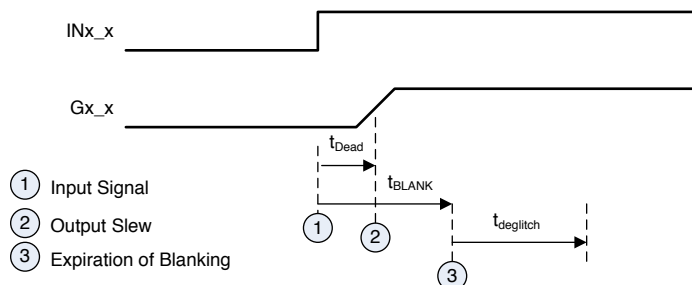 INx_x
Gx_x
tDead
tBLANK
1 Input Signal
1
2
tdeglitch
2 Output Slew
3 Expiration of Blanking
3